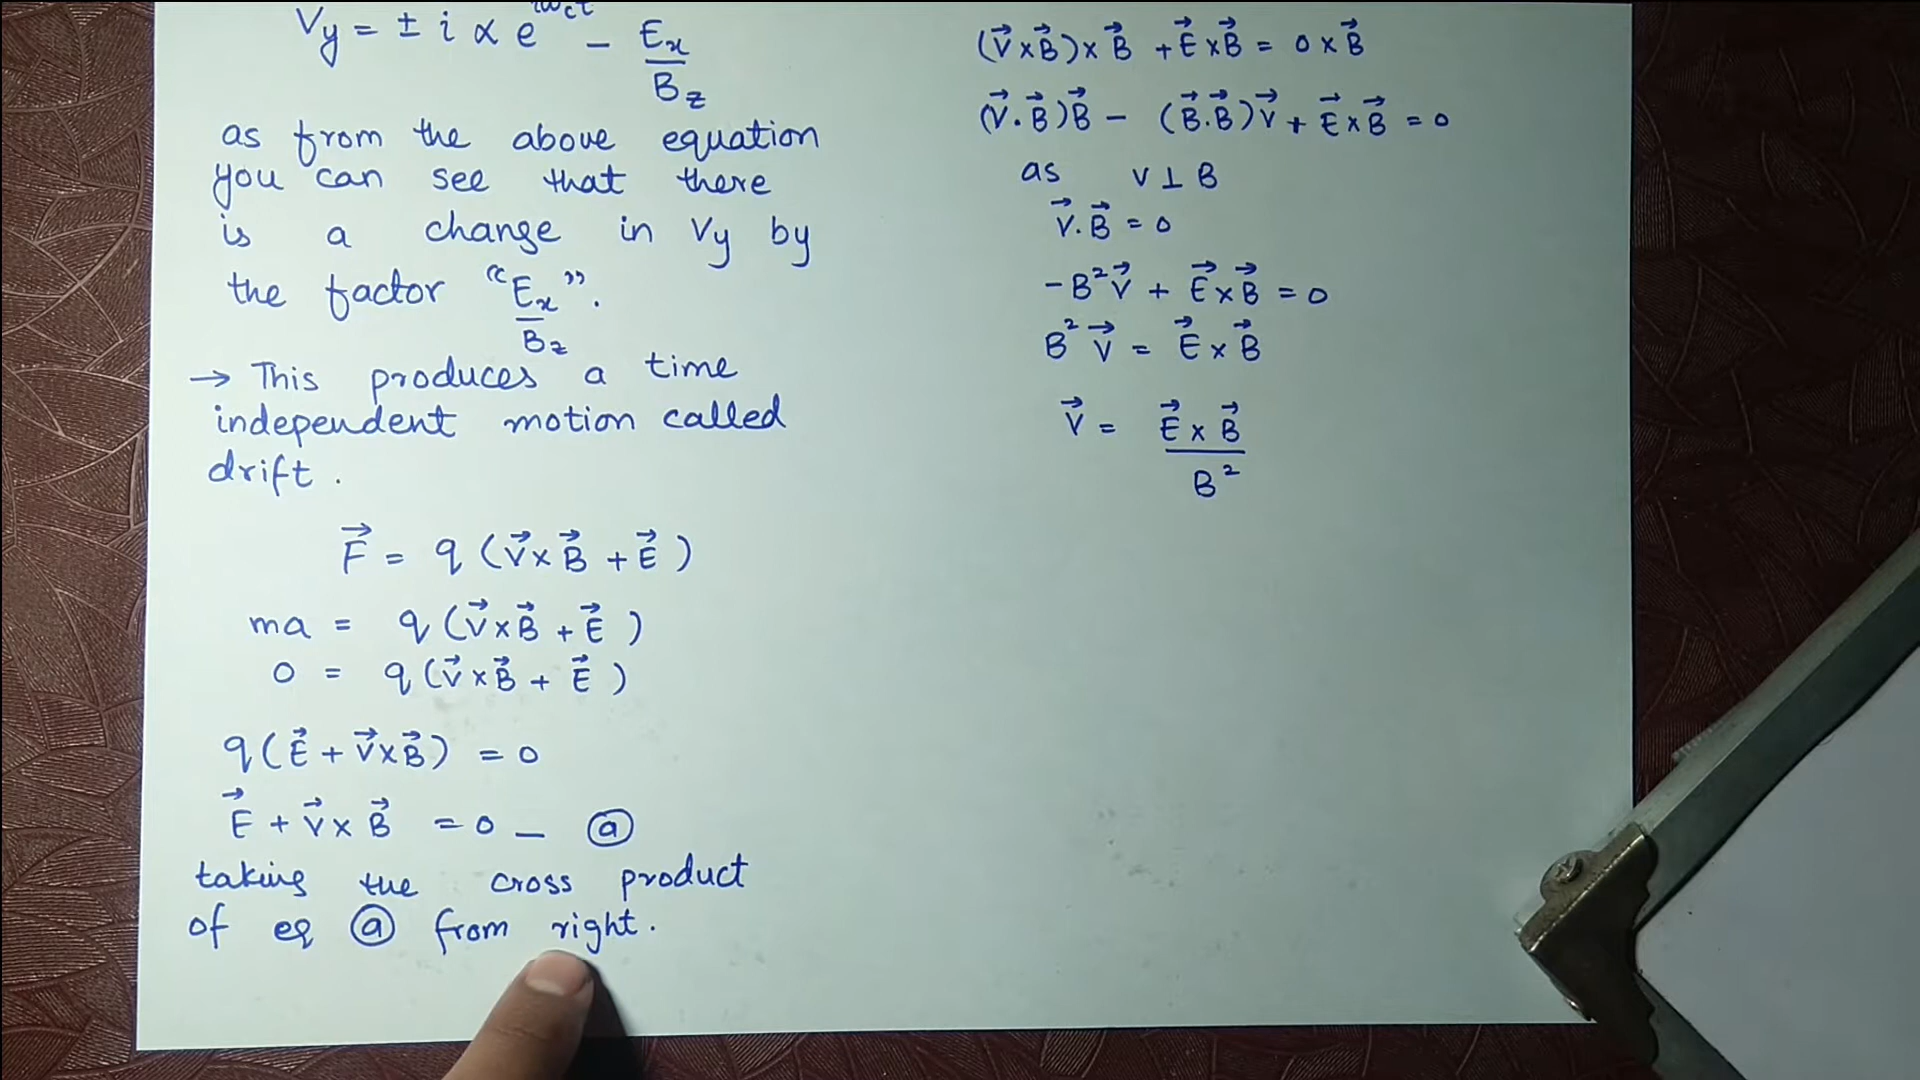 Vy = ± i α e^iωct − Ex/Bz
as from the above equation
you can see that there
is a change in Vy by
the factor “Ex/Bz”.
→ This produces a time
independent motion called
drift.
F⃗ = q (V⃗ × B⃗ + E⃗ )
ma = q (V⃗ × B⃗ + E⃗ )
0 = q (V⃗ × B⃗ + E⃗ )
q ( E⃗ + V⃗ × B⃗ ) = 0
E⃗ + V⃗ × B⃗ = 0 — ⓐ
taking the cross product
of eq ⓐ from right.
(V⃗ × B⃗ ) × B⃗ + E⃗ × B⃗ = 0 × B⃗
(V⃗ . B⃗ ) B⃗ − ( B⃗ . B⃗ ) V⃗ + E⃗ × B⃗ = 0
as V ⊥ B
V⃗ . B⃗ = 0
− B² V⃗ + E⃗ × B⃗ = 0
B² V⃗ = E⃗ × B⃗
V⃗ = E⃗ × B⃗ / B²